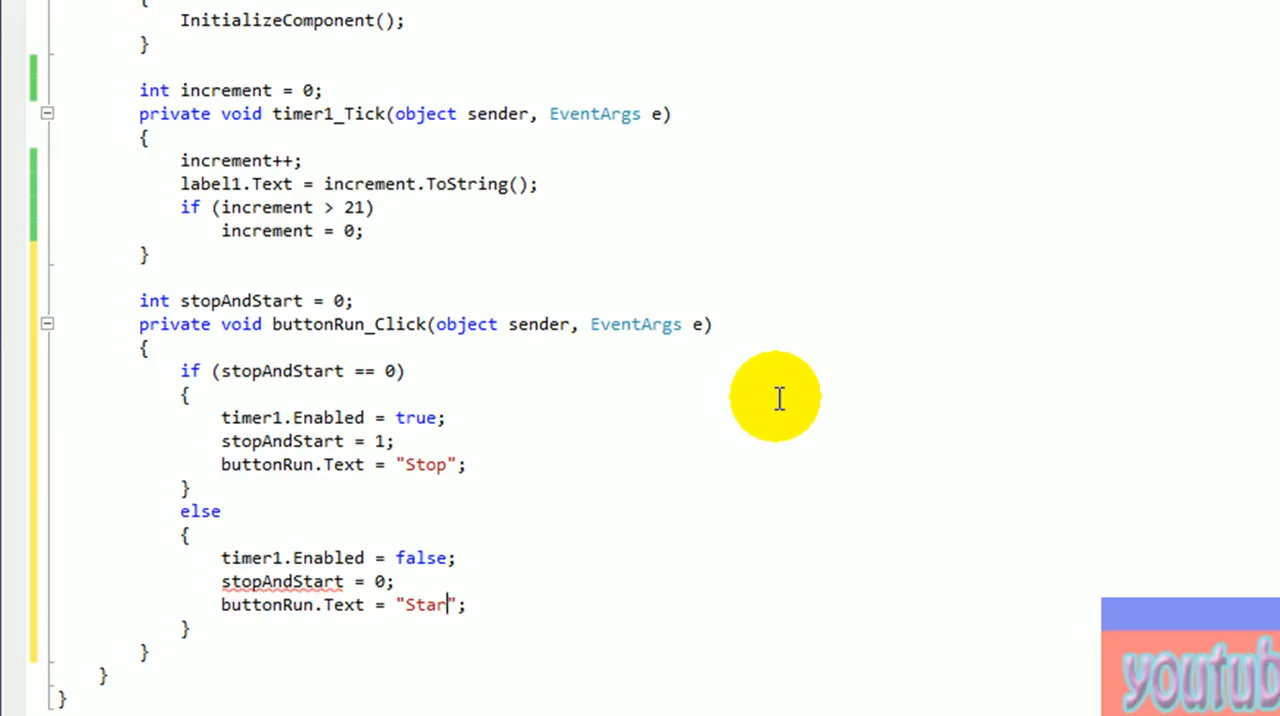 {
InitializeComponent();
}
int increment = 0;
private void timer1_Tick(object sender, EventArgs e)
{
increment++;
label1.Text = increment.ToString();
if (increment > 21)
increment = 0;
}
int stopAndStart = 0;
private void buttonRun_Click(object sender, EventArgs e)
{
if (stopAndStart == 0)
{
timer1.Enabled = true;
stopAndStart = 1;
buttonRun.Text = "Stop";
}
else
{
timer1.Enabled = false;
stopAndStart = 0;
buttonRun.Text = "Star";
}
}
}
}
youtub